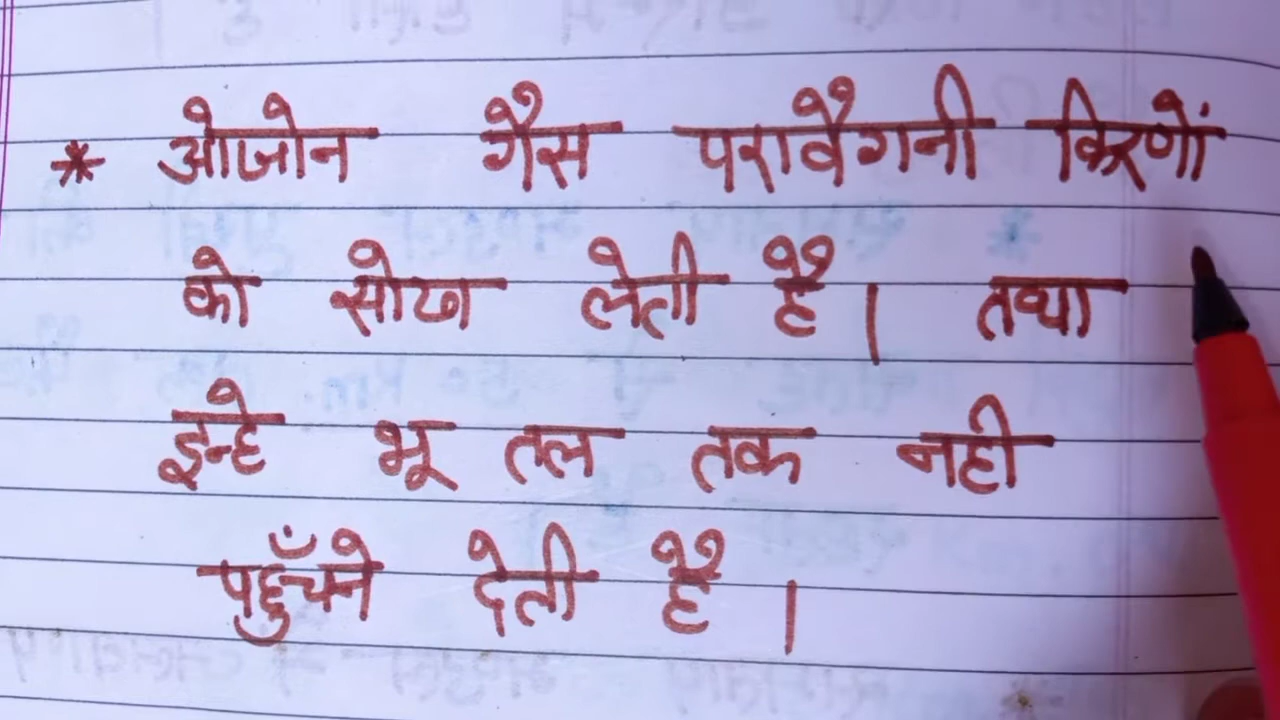 * ओजोन गैस परावैगनी किरणों
को सोख लेती है। तथा
इन्हे भू तल तक नही
पहुँचने देती है।